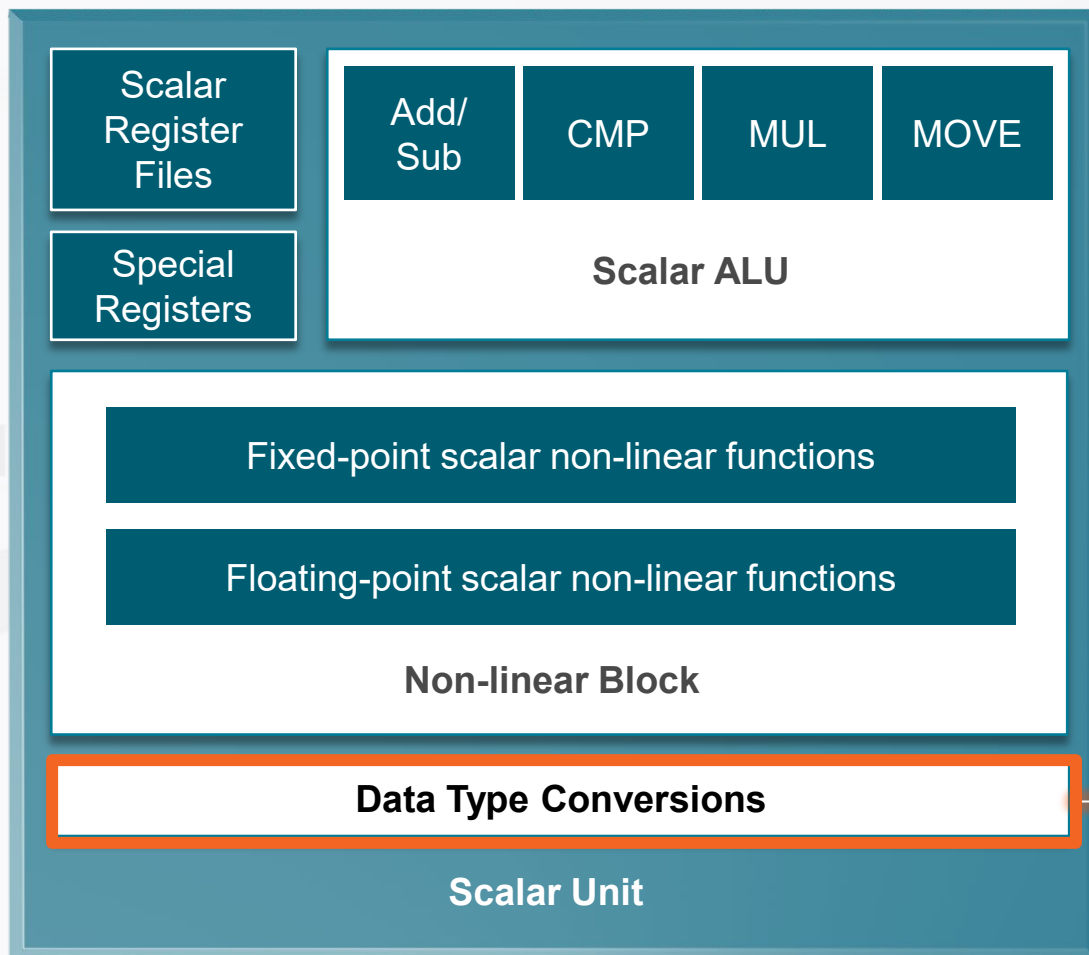 Scalar
Register
Files
Special
Registers
Add/
Sub
CMP
MUL
MOVE
Scalar ALU
Fixed-point scalar non-linear functions
Floating-point scalar non-linear functions
Non-linear Block
Data Type Conversions
Scalar Unit